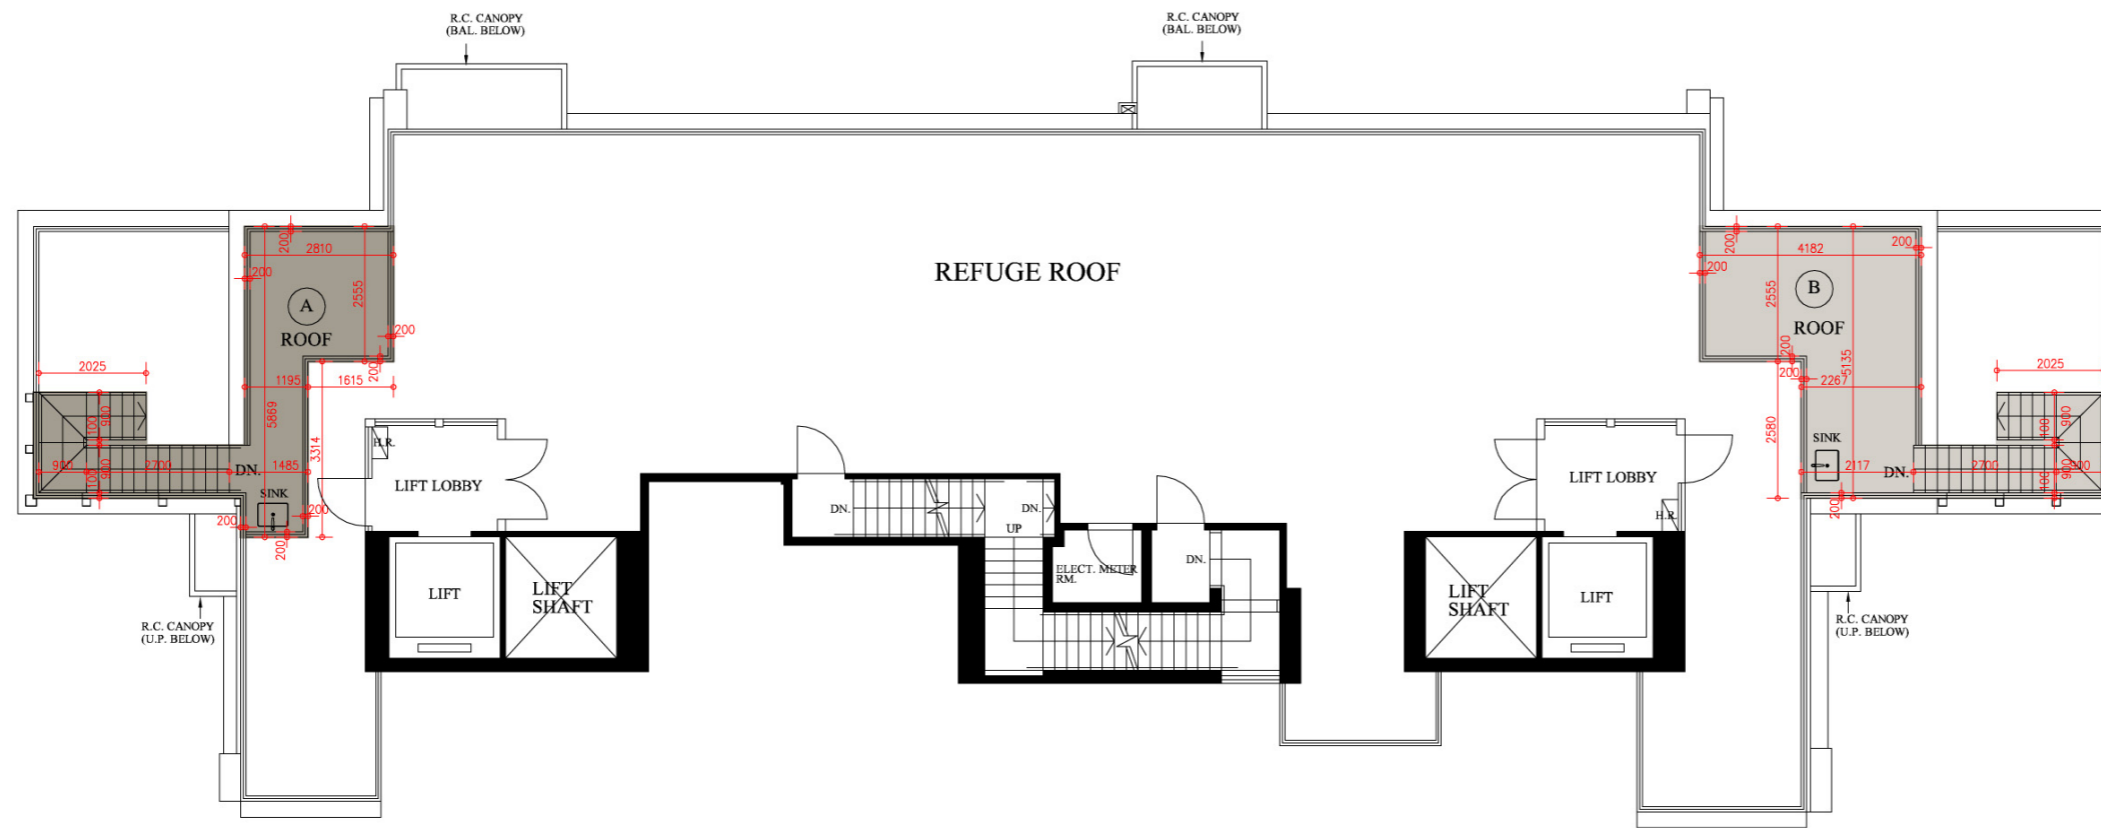 R.C. CANOPY
(BAL. BELOW)
R.C. CANOPY
(BAL. BELOW)
200
2810
200
2555
A
ROOF
200
200
2025
1195
1615
5869
3314
900
100
900
2700
900
100
DN.
1485
SINK
200
200
200
R.C. CANOPY
(U.P. BELOW)
REFUGE ROOF
H.R.
LIFT LOBBY
LIFT
LIFT
SHAFT
DN.
DN.
UP
ELECT. METER
RM.
DN.
LIFT LOBBY
H.R.
LIFT
SHAFT
LIFT
200
4182
200
200
2555
B
ROOF
200
5135
200
2267
2580
SINK
2117
DN.
2700
900
200
2025
900
100
900
100
R.C. CANOPY
(U.P. BELOW)